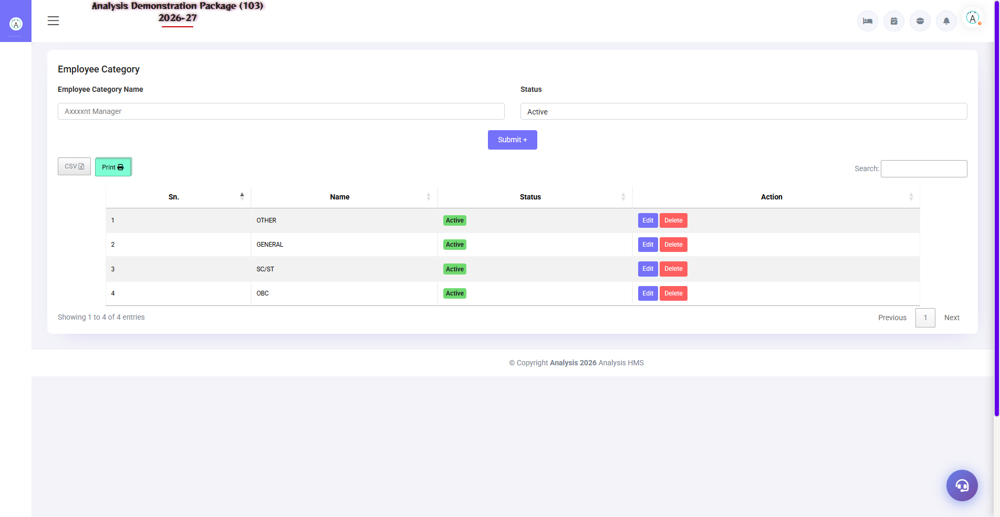 Analysis Demonstration Package (103)
2026-27
Employee Category
Employee Category Name
Status
Axxxxnt Manager
Active
Submit +
CSV
Print
Search:
Sn. Name Status Action
1 OTHER Active Edit Delete
2 GENERAL Active Edit Delete
3 SC/ST Active Edit Delete
4 OBC Active Edit Delete
Showing 1 to 4 of 4 entries
Previous 1 Next
© Copyright Analysis 2026 Analysis HMS